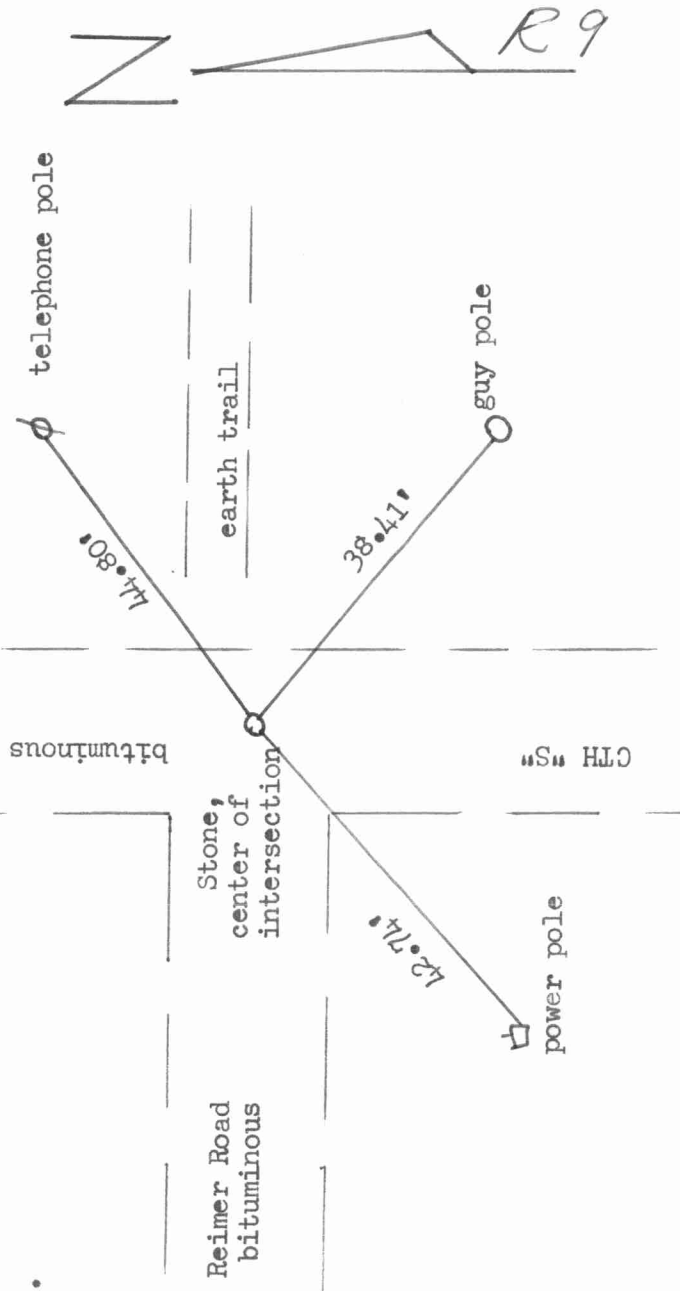 R 9
N
telephone pole
earth trail
guy pole
44.80'
38.41'
bituminous
CTH "S"
Stone,
center of
intersection
42.74'
power pole
Reimer Road
bituminous